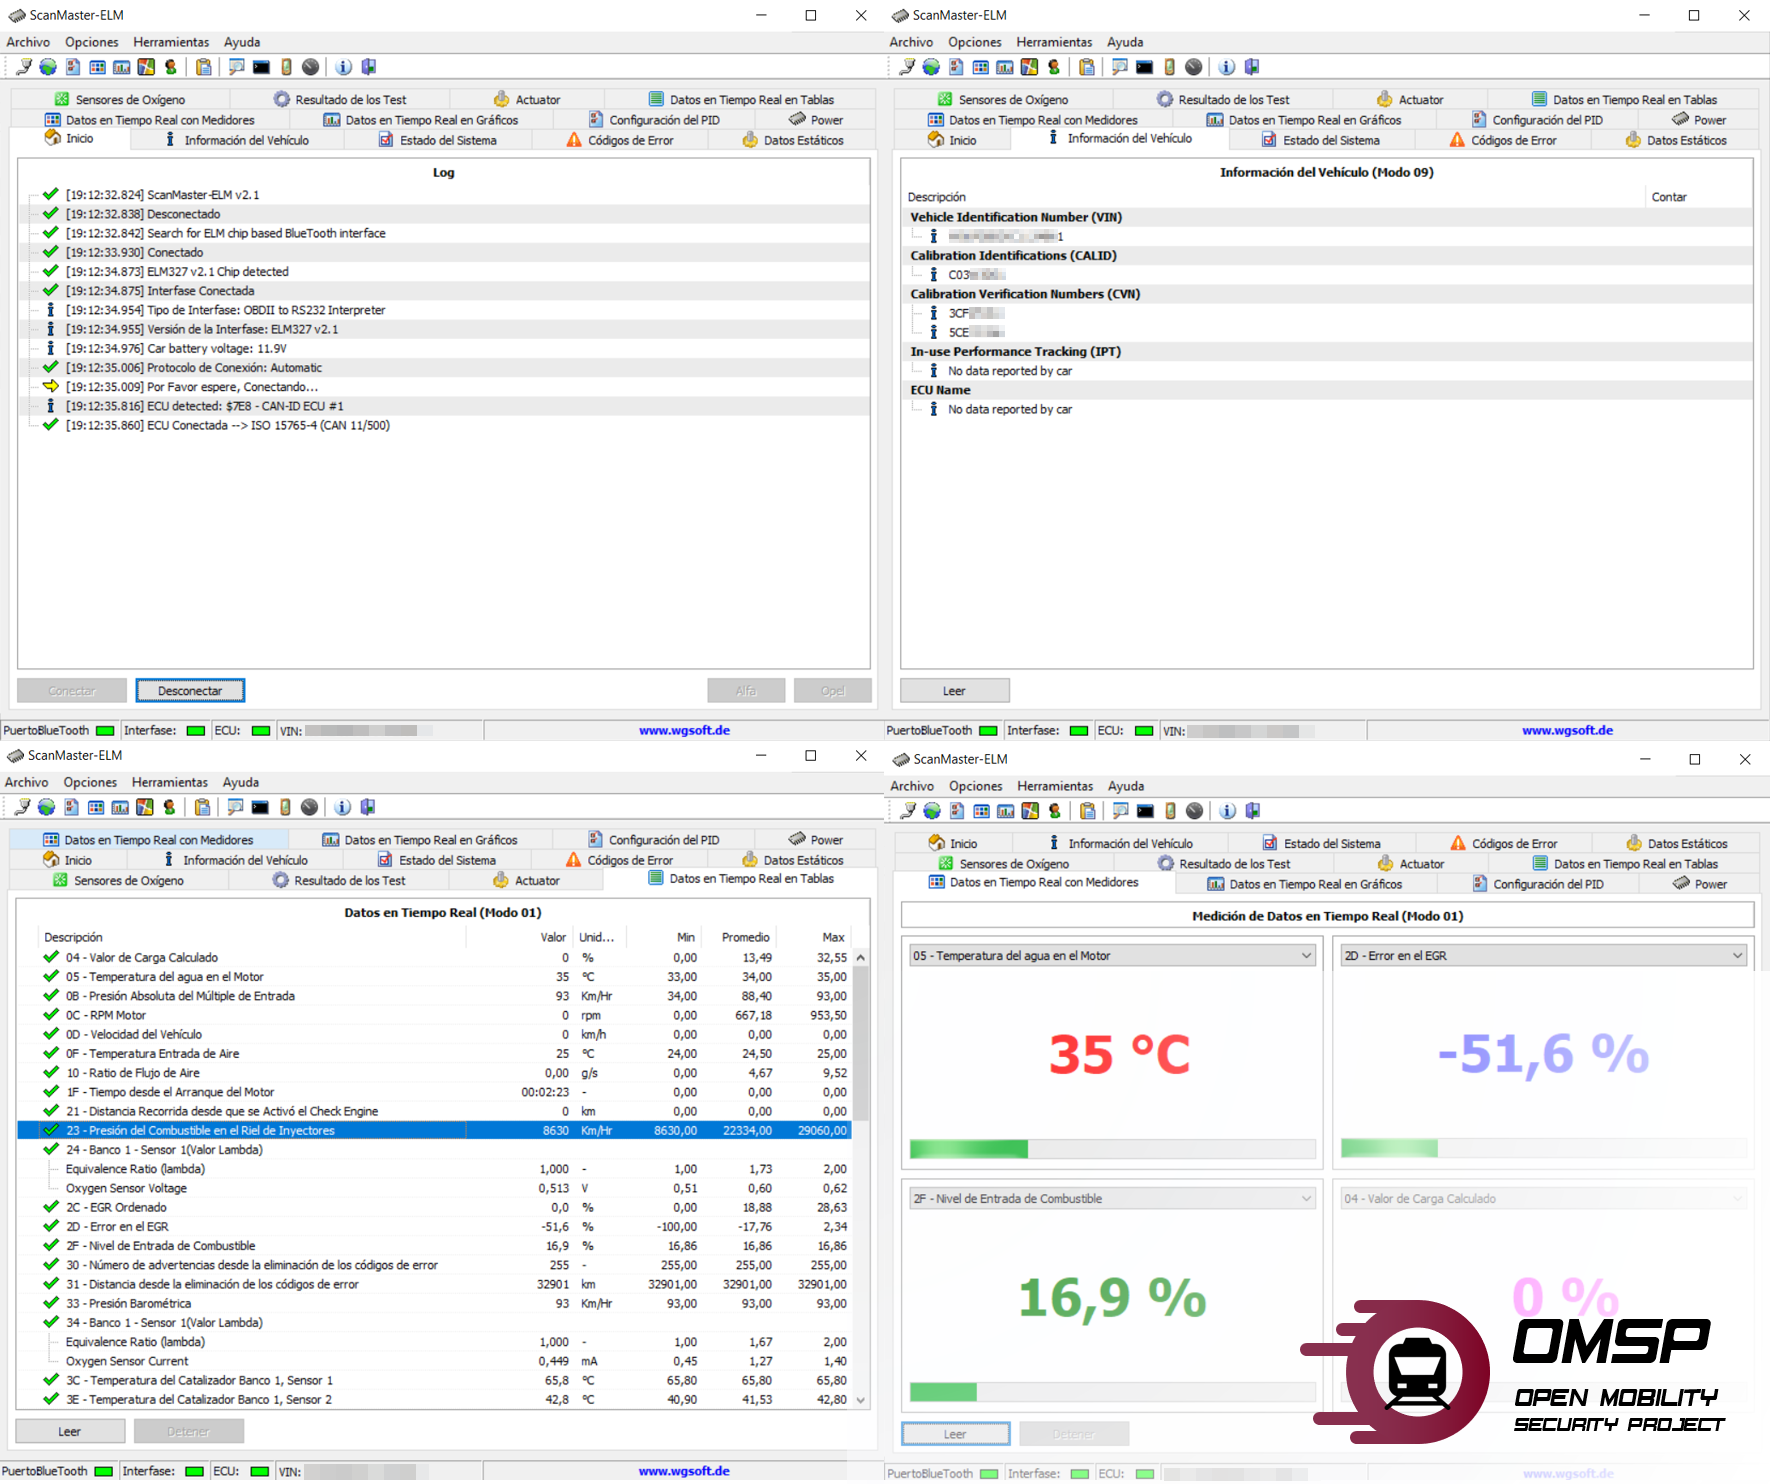 ScanMaster-ELM
Archivo Opciones Herramientas Ayuda
Sensores de Oxígeno Resultado de los Test Actuator Datos en Tiempo Real en Tablas
Datos en Tiempo Real con Medidores Datos en Tiempo Real en Gráficos Configuración del PID Power
Inicio Información del Vehículo Estado del Sistema Códigos de Error Datos Estáticos
Log
[19:12:32.824] ScanMaster-ELM v2.1
[19:12:32.838] Desconectado
[19:12:32.842] Search for ELM chip based BlueTooth interface
[19:12:33.930] Conectado
[19:12:34.873] ELM327 v2.1 Chip detected
[19:12:34.875] Interfase Conectada
[19:12:34.954] Tipo de Interfase: OBDII to RS232 Interpreter
[19:12:34.955] Versión de la Interfase: ELM327 v2.1
[19:12:34.976] Car battery voltage: 11.9V
[19:12:35.006] Protocolo de Conexión: Automatic
[19:12:35.009] Por Favor espere, Conectando...
[19:12:35.816] ECU detected: $7E8 - CAN-ID ECU #1
[19:12:35.860] ECU Conectada --> ISO 15765-4 (CAN 11/500)
Conectar Desconectar Alfa Opel
PuertoBlueTooth Interfase: ECU: VIN: www.wgsoft.de
ScanMaster-ELM
Archivo Opciones Herramientas Ayuda
Sensores de Oxígeno Resultado de los Test Actuator Datos en Tiempo Real en Tablas
Datos en Tiempo Real con Medidores Datos en Tiempo Real en Gráficos Configuración del PID Power
Inicio Información del Vehículo Estado del Sistema Códigos de Error Datos Estáticos
Información del Vehículo (Modo 09)
Descripción Contar
Vehicle Identification Number (VIN)
1
Calibration Identifications (CALID)
C03
Calibration Verification Numbers (CVN)
3CF
5CE
In-use Performance Tracking (IPT)
No data reported by car
ECU Name
No data reported by car
Leer
PuertoBlueTooth Interfase: ECU: VIN: www.wgsoft.de
ScanMaster-ELM
Archivo Opciones Herramientas Ayuda
Datos en Tiempo Real con Medidores Datos en Tiempo Real en Gráficos Configuración del PID Power
Inicio Información del Vehículo Estado del Sistema Códigos de Error Datos Estáticos
Sensores de Oxígeno Resultado de los Test Actuator Datos en Tiempo Real en Tablas
Datos en Tiempo Real (Modo 01)
Descripción Valor Unid... Min Promedio Max
04 - Valor de Carga Calculado 0 % 0,00 13,49 32,55
05 - Temperatura del agua en el Motor 35 ºC 33,00 34,00 35,00
0B - Presión Absoluta del Múltiple de Entrada 93 Km/Hr 34,00 88,40 93,00
0C - RPM Motor 0 rpm 0,00 667,18 953,50
0D - Velocidad del Vehículo 0 km/h 0,00 0,00 0,00
0F - Temperatura Entrada de Aire 25 ºC 24,00 24,50 25,00
10 - Ratio de Flujo de Aire 0,00 g/s 0,00 4,67 9,52
1F - Tiempo desde el Arranque del Motor 00:02:23 - 0,00 0,00 0,00
21 - Distancia Recorrida desde que se Activó el Check Engine 0 km 0,00 0,00 0,00
23 - Presión del Combustible en el Riel de Inyectores 8630 Km/Hr 8630,00 22334,00 29060,00
24 - Banco 1 - Sensor 1(Valor Lambda)
Equivalence Ratio (lambda) 1,000 - 1,00 1,73 2,00
Oxygen Sensor Voltage 0,513 V 0,51 0,60 0,62
2C - EGR Ordenado 0,0 % 0,00 18,88 28,63
2D - Error en el EGR -51,6 % -100,00 -17,76 2,34
2F - Nivel de Entrada de Combustible 16,9 % 16,86 16,86 16,86
30 - Número de advertencias desde la eliminación de los códigos de error 255 - 255,00 255,00 255,00
31 - Distancia desde la eliminación de los códigos de error 32901 km 32901,00 32901,00 32901,00
33 - Presión Barométrica 93 Km/Hr 93,00 93,00 93,00
34 - Banco 1 - Sensor 1(Valor Lambda)
Equivalence Ratio (lambda) 1,000 - 1,00 1,67 2,00
Oxygen Sensor Current 0,449 mA 0,45 1,27 1,40
3C - Temperatura del Catalizador Banco 1, Sensor 1 65,8 ºC 65,80 65,80 65,80
3E - Temperatura del Catalizador Banco 1, Sensor 2 42,8 ºC 40,90 41,53 42,80
Leer Detener
PuertoBlueTooth Interfase: ECU: VIN: www.wgsoft.de
ScanMaster-ELM
Archivo Opciones Herramientas Ayuda
Inicio Información del Vehículo Estado del Sistema Códigos de Error Datos Estáticos
Sensores de Oxígeno Resultado de los Test Actuator Datos en Tiempo Real en Tablas
Datos en Tiempo Real con Medidores Datos en Tiempo Real en Gráficos Configuración del PID Power
Medición de Datos en Tiempo Real (Modo 01)
05 - Temperatura del agua en el Motor 2D - Error en el EGR
35 °C -51,6 %
2F - Nivel de Entrada de Combustible 04 - Valor de Carga Calculado
16,9 % 0 %
Leer Detener
PuertoBlueTooth Interfase: ECU: www.wgsoft.de
OMSP
OPEN MOBILITY
SECURITY PROJECT